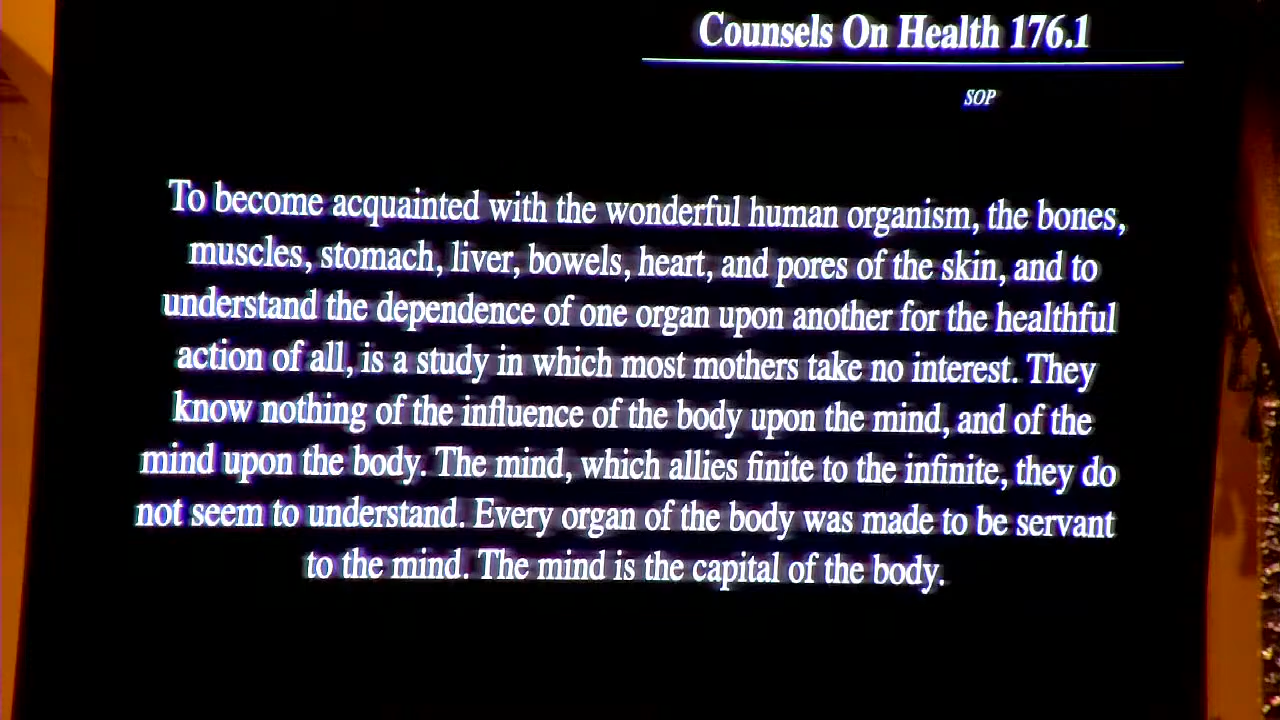 Counsels On Health 176.1
SOP
To become acquainted with the wonderful human organism, the bones,
muscles, stomach, liver, bowels, heart, and pores of the skin, and to
understand the dependence of one organ upon another for the healthful
action of all, is a study in which most mothers take no interest. They
know nothing of the influence of the body upon the mind, and of the
mind upon the body. The mind, which allies finite to the infinite, they do
not seem to understand. Every organ of the body was made to be servant
to the mind. The mind is the capital of the body.